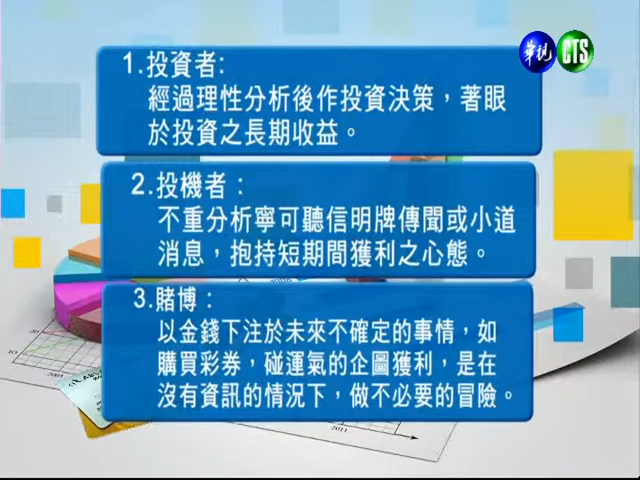 華視 CTS
1.投資者:
經過理性分析後作投資決策，著眼
於投資之長期收益。
2.投機者：
不重分析寧可聽信明牌傳聞或小道
消息，抱持短期間獲利之心態。
3.賭博：
以金錢下注於未來不確定的事情，如
購買彩券，碰運氣的企圖獲利，是在
沒有資訊的情況下，做不必要的冒險。
10
2011